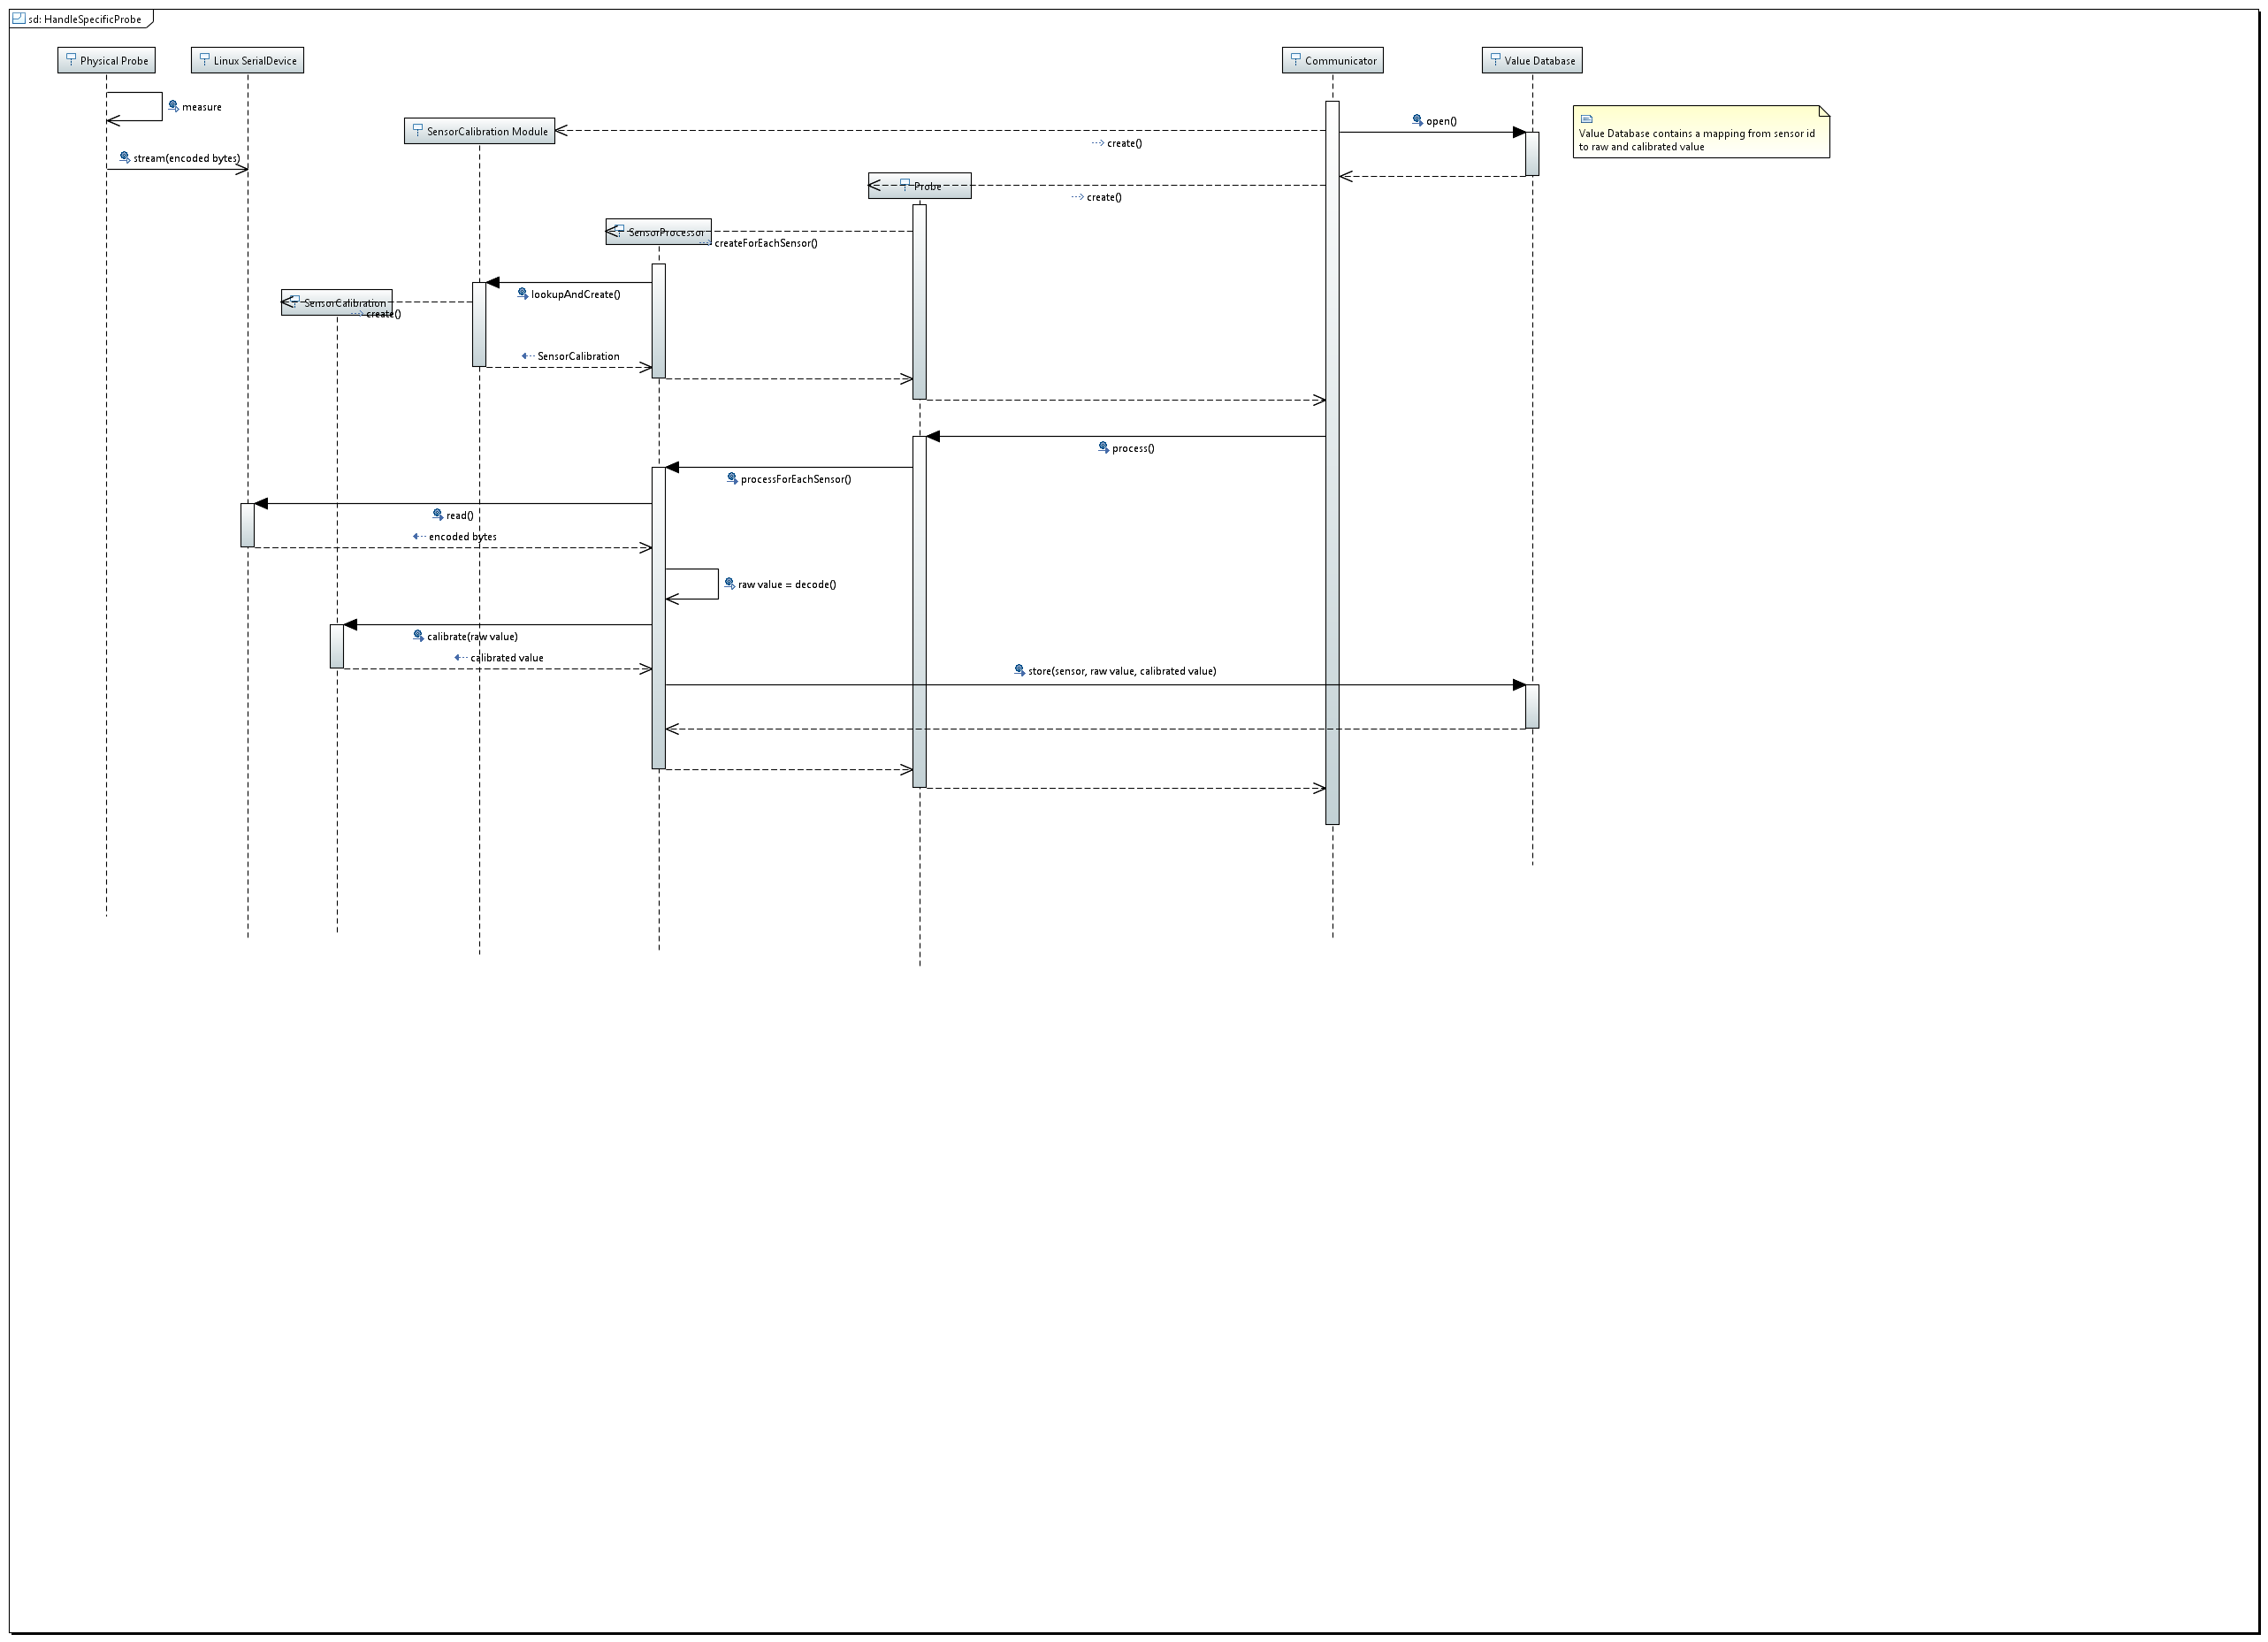 sd: HandleSpecificProbe
Physical Probe
Linux SerialDevice
Communicator
Value Database
measure
open()
SensorCalibration Module
Value Database contains a mapping from sensor id
to raw and calibrated value
create()
stream(encoded bytes)
Probe
create()
SensorProcessor
createForEachSensor()
lookupAndCreate()
SensorCalibration
create()
SensorCalibration
process()
processForEachSensor()
read()
encoded bytes
raw value = decode()
calibrate(raw value)
calibrated value
store(sensor, raw value, calibrated value)